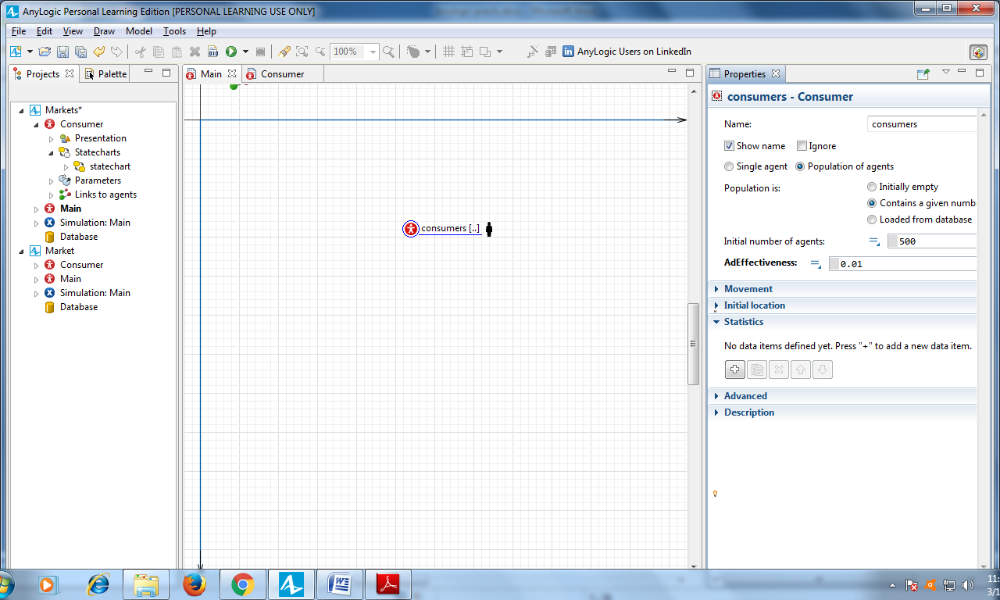 AnyLogic Personal Learning Edition [PERSONAL LEARNING USE ONLY]
File Edit View Draw Model Tools Help
100% AnyLogic Users on LinkedIn
Projects Palette
Main Consumer
Properties
Markets*
Consumer
Presentation
Statecharts
statechart
Parameters
Links to agents
Main
Simulation: Main
Database
Market
Consumer
Main
Simulation: Main
Database
consumers [..]
consumers - Consumer
Name: consumers
Show name Ignore
Single agent Population of agents
Population is: Initially empty
Contains a given numb
Loaded from database
Initial number of agents: 500
AdEffectiveness: 0.01
Movement
Initial location
Statistics
No data items defined yet. Press "+" to add a new data item.
Advanced
Description
11:
3/1